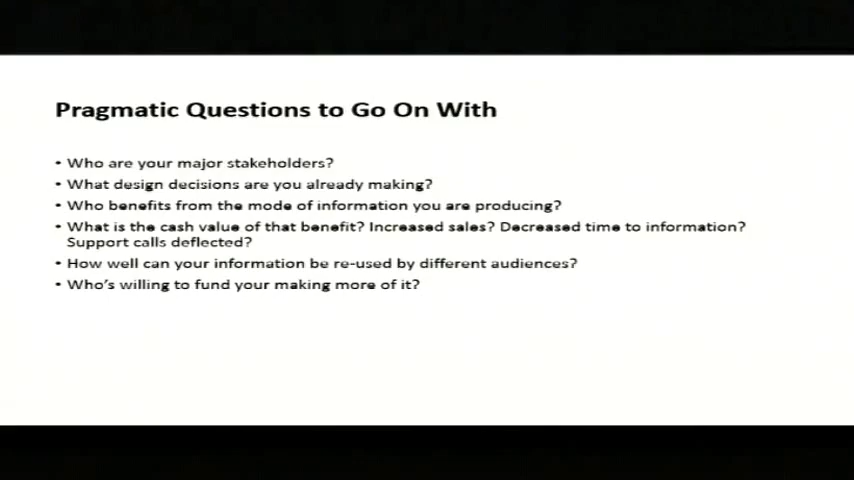 Pragmatic Questions to Go On With
• Who are your major stakeholders?
• What design decisions are you already making?
• Who benefits from the mode of information you are producing?
• What is the cash value of that benefit? Increased sales? Decreased time to information?
Support calls deflected?
• How well can your information be re-used by different audiences?
• Who's willing to fund your making more of it?